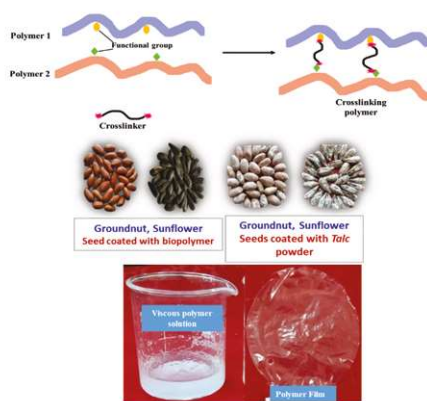 Polymer 1
Functional group
Polymer 2
Crosslinking
polymer
Crosslinker
Groundnut, Sunflower
Seed coated with biopolymer
Groundnut, Sunflower
Seeds coated with Talc
powder
Viscous polymer
solution
Polymer Film